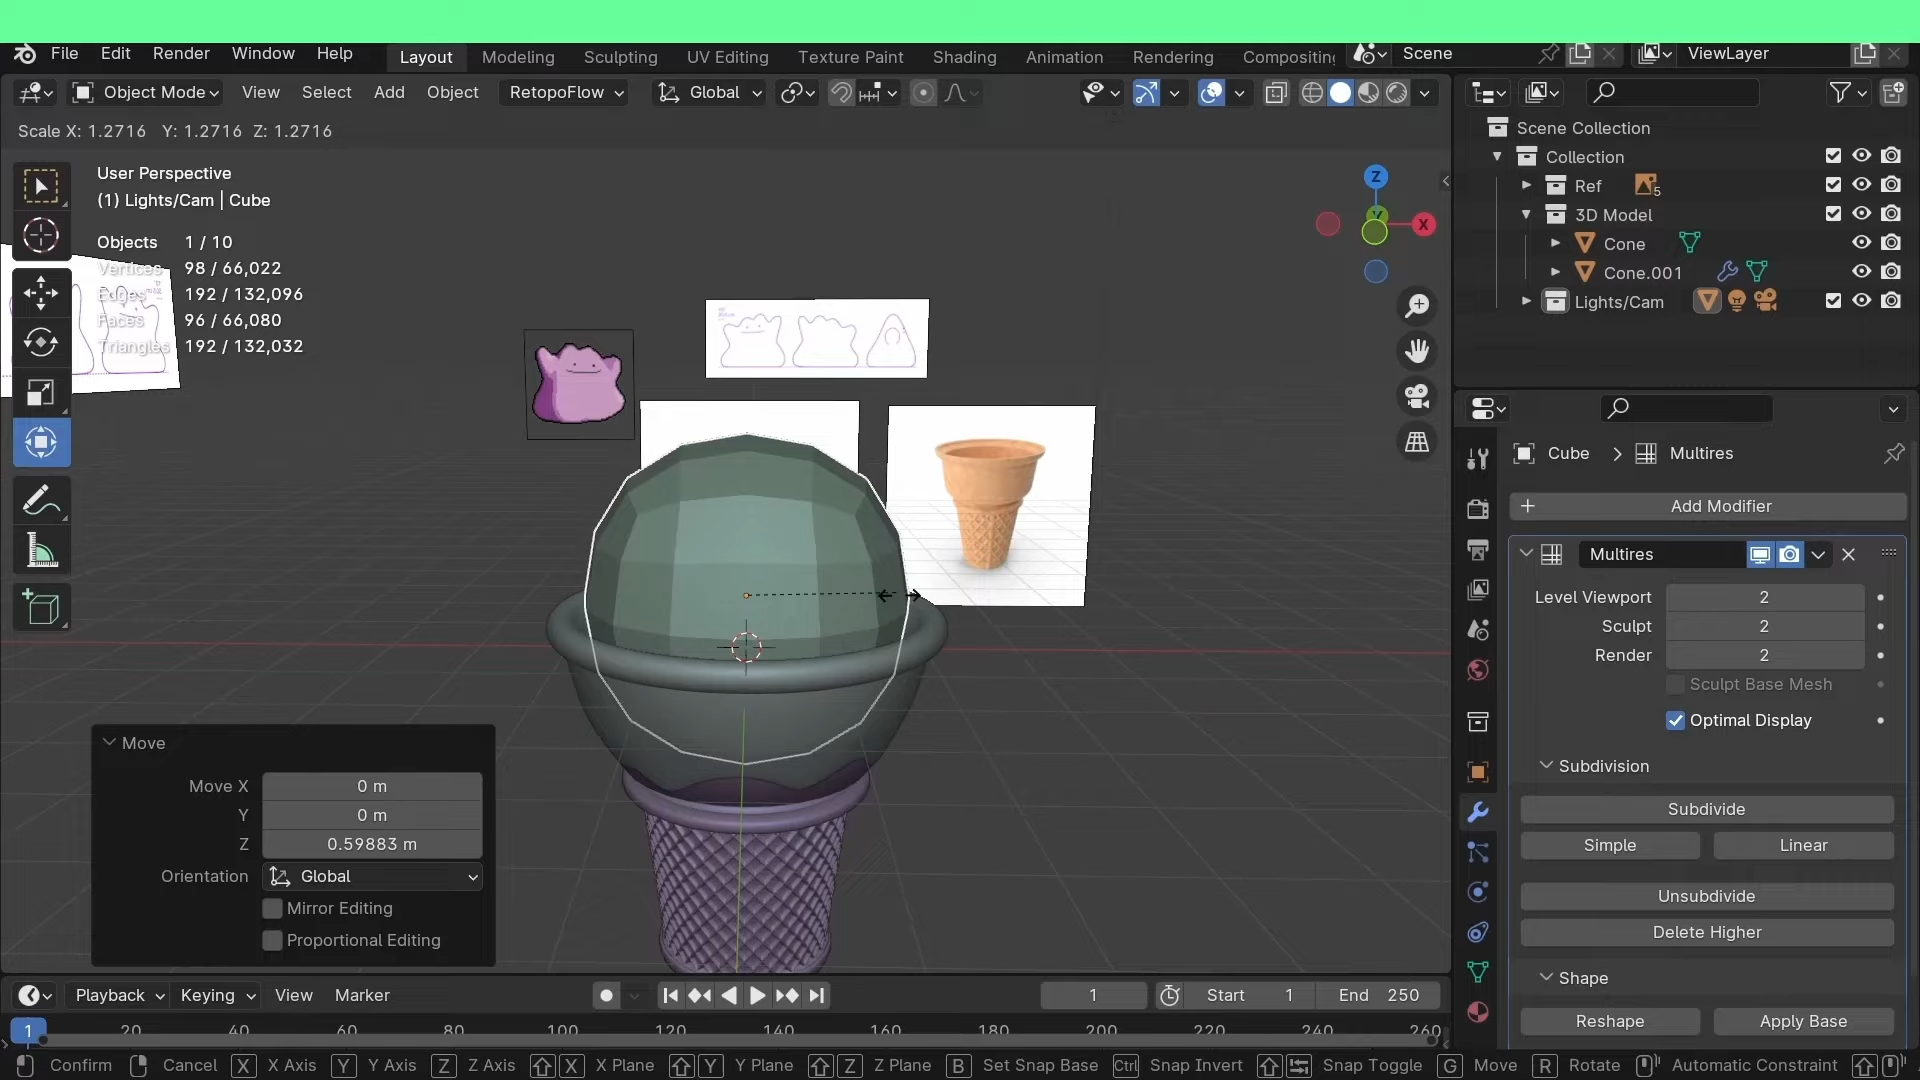 File Edit Render Window Help Layout Modeling Sculpting UV Editing Texture Paint Shading Animation Rendering Compositing Scene ViewLayer
Object Mode View Select Add Object RetopoFlow Global
Scale X: 1.2716 Y: 1.2716 Z: 1.2716
User Perspective
(1) Lights/Cam | Cube
Objects 1 / 10
Vertices 98 / 66,022
Edges 192 / 132,096
Faces 96 / 66,080
Triangles 192 / 132,032
Z
Y
X
Move
Move X 0 m
Y 0 m
Z 0.59883 m
Orientation Global
Mirror Editing
Proportional Editing
Scene Collection
Collection
Ref 5
3D Model
Cone
Cone.001
Lights/Cam
Cube > Multires
+ Add Modifier
Multires
Level Viewport 2
Sculpt 2
Render 2
Sculpt Base Mesh
Optimal Display
Subdivision
Subdivide
Simple Linear
Unsubdivide
Delete Higher
Shape
Reshape Apply Base
Playback Keying View Marker 1 Start 1 End 250
1 20 40 60 80 100 120 140 160 180 200 220 240 260
Confirm Cancel X X Axis Y Y Axis Z Z Axis X X Plane Y Y Plane Z Z Plane B Set Snap Base Ctrl Snap Invert Snap Toggle G Move R Rotate Automatic Constraint